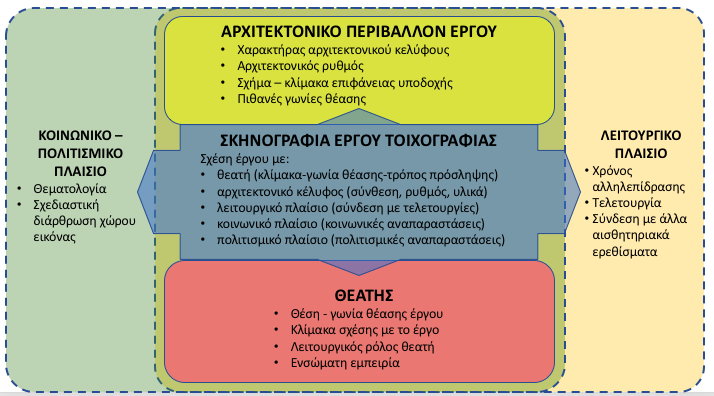 ΑΡΧΙΤΕΚΤΟΝΙΚΟ ΠΕΡΙΒΑΛΛΟΝ ΕΡΓΟΥ
• Χαρακτήρας αρχιτεκτονικού κελύφους
• Αρχιτεκτονικός ρυθμός
• Σχήμα – κλίμακα επιφάνειας υποδοχής
• Πιθανές γωνίες θέασης
ΚΟΙΝΩΝΙΚΟ –
ΠΟΛΙΤΙΣΜΙΚΟ
ΠΛΑΙΣΙΟ
• Θεματολογία
• Σχεδιαστική
διάρθρωση χώρου
εικόνας
ΣΚΗΝΟΓΡΑΦΙΑ ΕΡΓΟΥ ΤΟΙΧΟΓΡΑΦΙΑΣ
Σχέση έργου με:
• θεατή (κλίμακα-γωνία θέασης-τρόπος πρόσληψης)
• αρχιτεκτονικό κέλυφος (σύνθεση, ρυθμός, υλικά)
• λειτουργικό πλαίσιο (σύνδεση με τελετουργίες)
• κοινωνικό πλαίσιο (κοινωνικές αναπαραστάσεις)
• πολιτισμικό πλαίσιο (πολιτισμικές αναπαραστάσεις)
ΛΕΙΤΟΥΡΓΙΚΟ
ΠΛΑΙΣΙΟ
• Χρόνος
αλληλεπίδρασης
• Τελετουργία
• Σύνδεση με άλλα
αισθητηριακά
ερεθίσματα
ΘΕΑΤΗΣ
• Θέση - γωνία θέασης έργου
• Κλίμακα σχέσης με το έργο
• Λειτουργικός ρόλος θεατή
• Ενσώματη εμπειρία